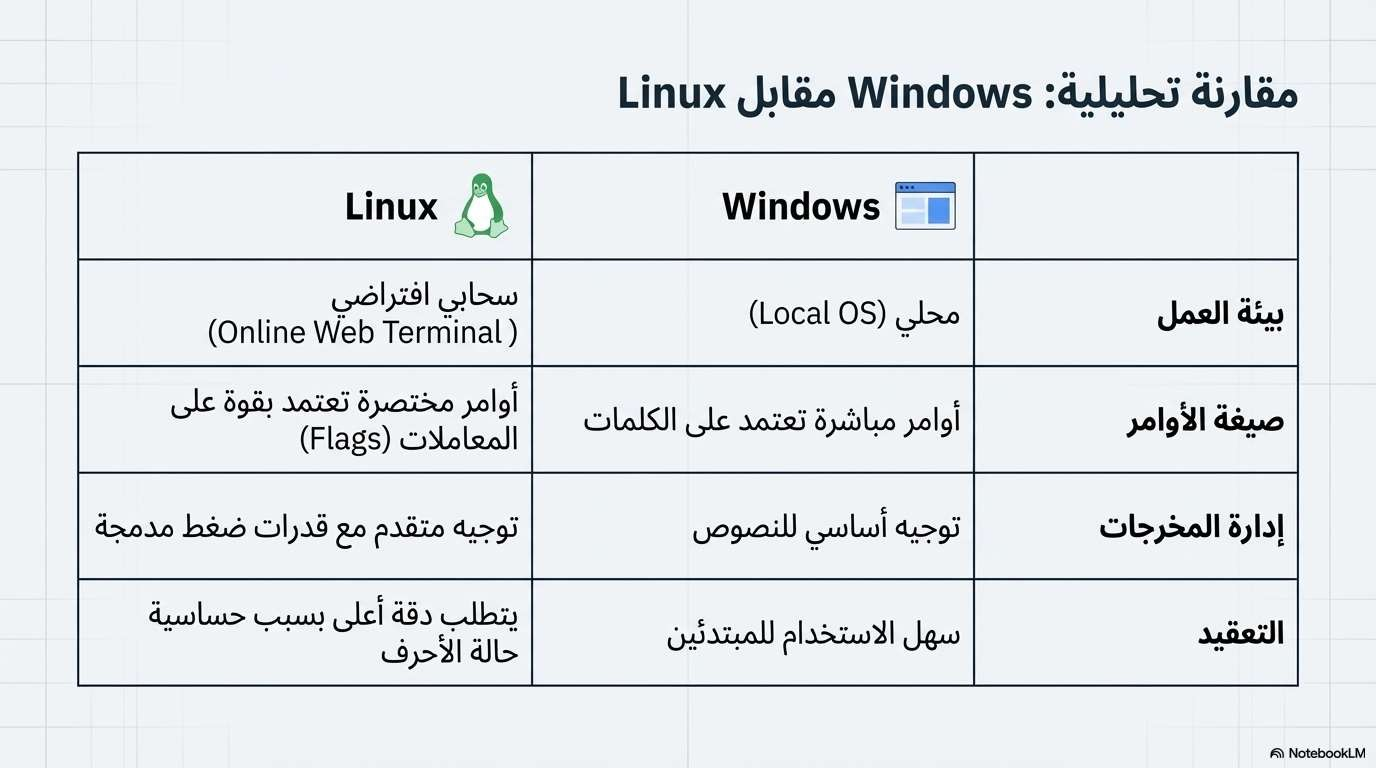 مقارنة تحليلية: Windows مقابل Linux
Windows
Linux
بيئة العمل
محلي (Local OS)
سحابي افتراضي
( Online Web Terminal)
صيغة الأوامر
أوامر مباشرة تعتمد على الكلمات
أوامر مختصرة تعتمد بقوة على
المعاملات (Flags)
إدارة المخرجات
توجيه أساسي للنصوص
توجيه متقدم مع قدرات ضغط مدمجة
التعقيد
سهل الاستخدام للمبتدئين
يتطلب دقة أعلى بسبب حساسية
حالة الأحرف
NotebookLM